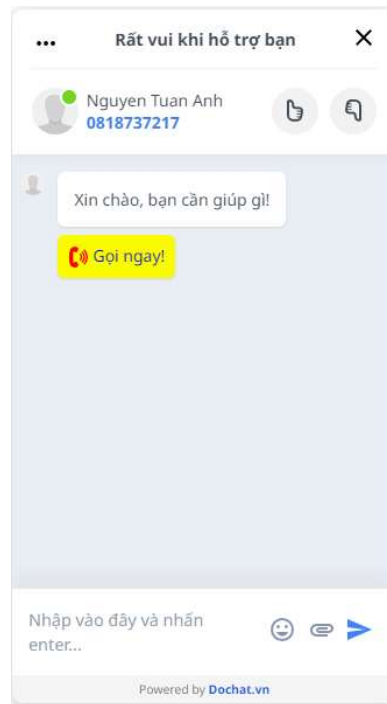 Rất vui khi hỗ trợ bạn
Nguyen Tuan Anh
0818737217
Xin chào, bạn cần giúp gì!
Gọi ngay!
Nhập vào đây và nhấn
enter...
Powered by Dochat.vn